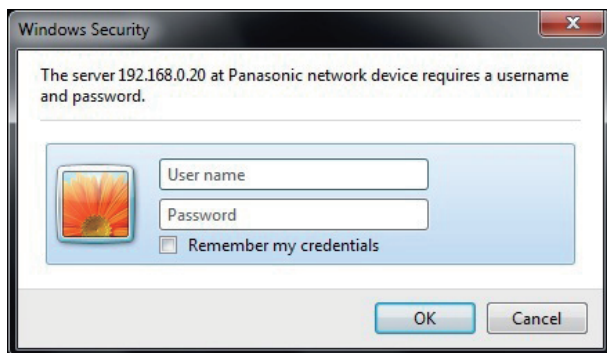 Windows Security
The server 192.168.0.20 at Panasonic network device requires a username
and password.
User name
Password
Remember my credentials
OK
Cancel